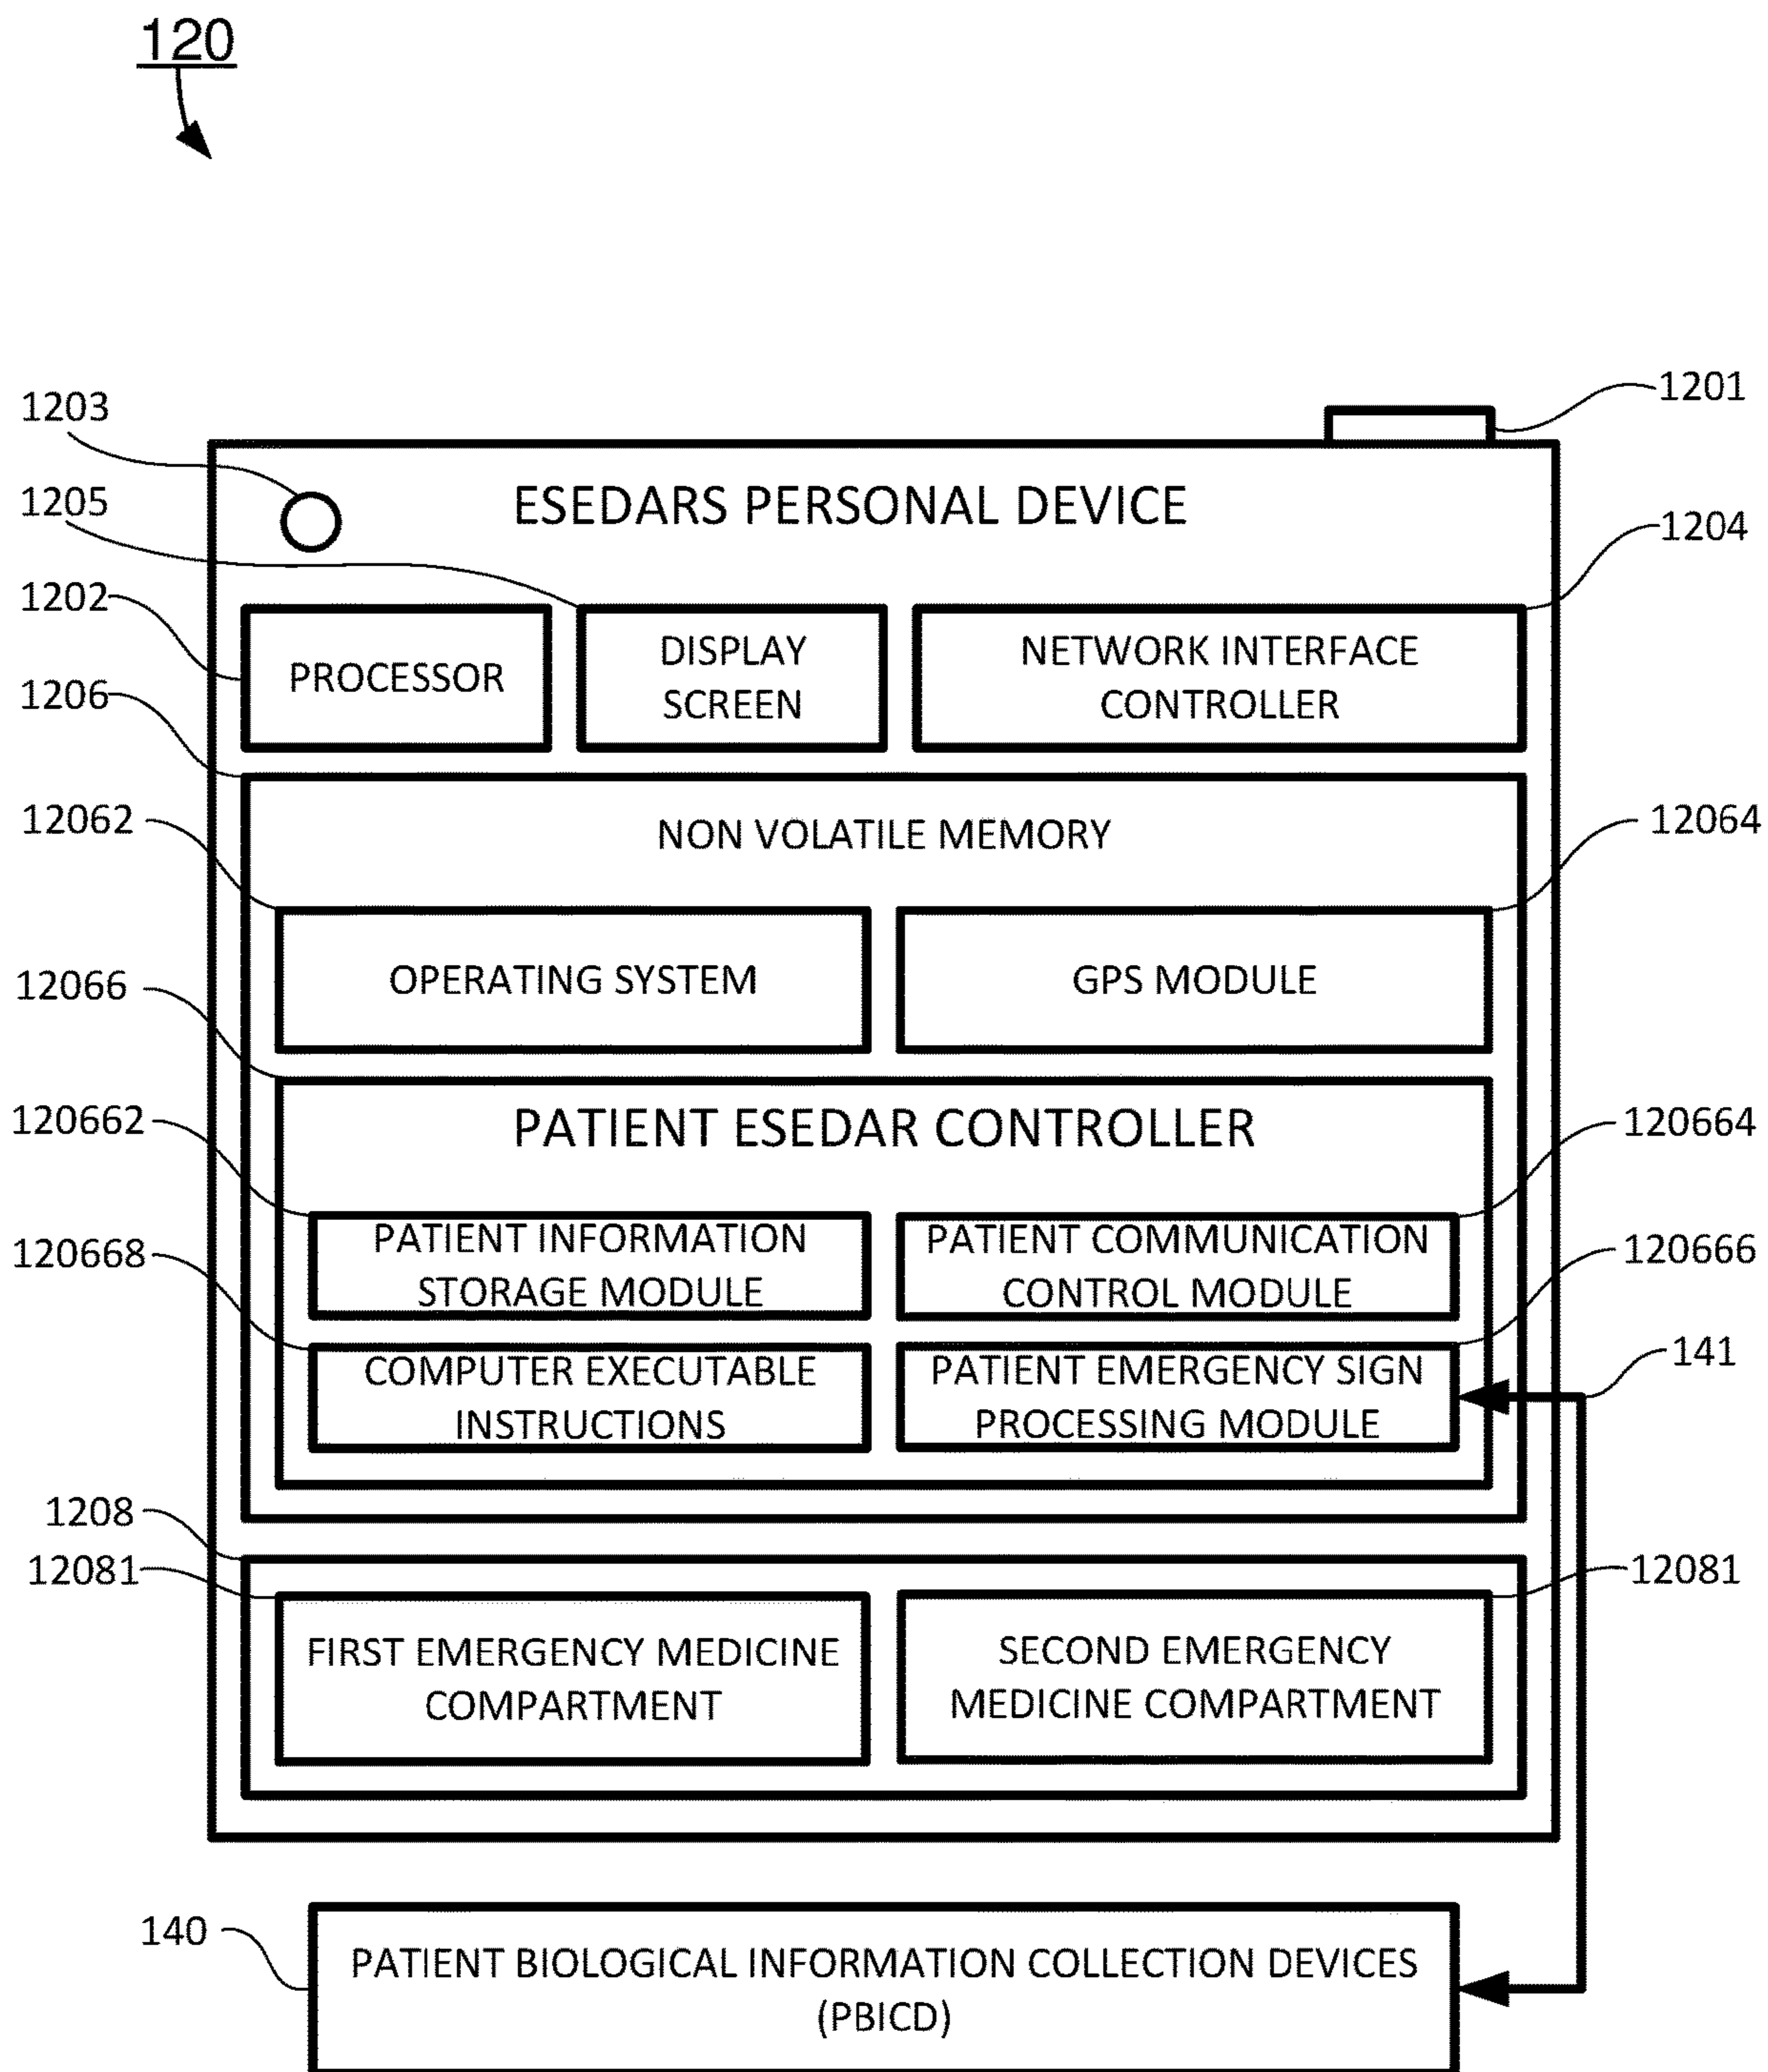 120
1201
1203
ESEDARS PERSONAL DEVICE
1205
1204
1202
DISPLAY
SCREEN
NETWORK INTERFACE
CONTROLLER
PROCESSOR
1206
12062
NON VOLATILE MEMORY
12064
OPERATING SYSTEM
GPS MODULE
12066
PATIENT ESEDAR CONTROLLER
120662
120664
PATIENT INFORMATION
STORAGE MODULE
PATIENT COMMUNICATION
CONTROL MODULE
120668
120666
COMPUTER EXECUTABLE
INSTRUCTIONS
PATIENT EMERGENCY SIGN
PROCESSING MODULE
141
1208
12081
12081
FIRST EMERGENCY MEDICINE
COMPARTMENT
SECOND EMERGENCY
MEDICINE COMPARTMENT
140
PATIENT BIOLOGICAL INFORMATION COLLECTION DEVICES
(PBICD)